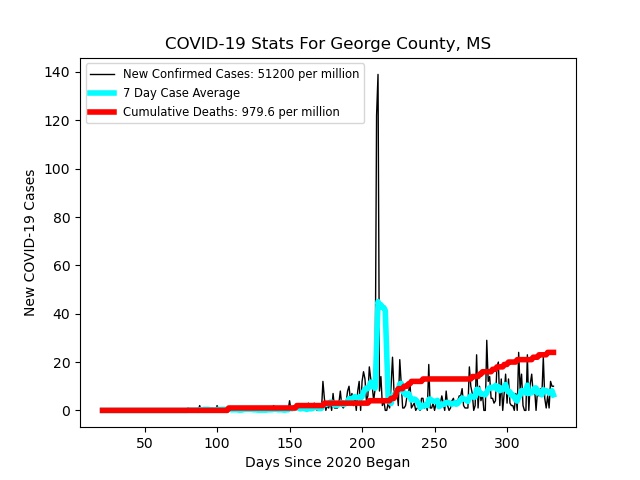 COVID-19 Stats For George County, MS
New Confirmed Cases: 51200 per million
7 Day Case Average
Cumulative Deaths: 979.6 per million
New COVID-19 Cases
140
120
100
80
60
40
20
0
50 100 150 200 250 300
Days Since 2020 Began